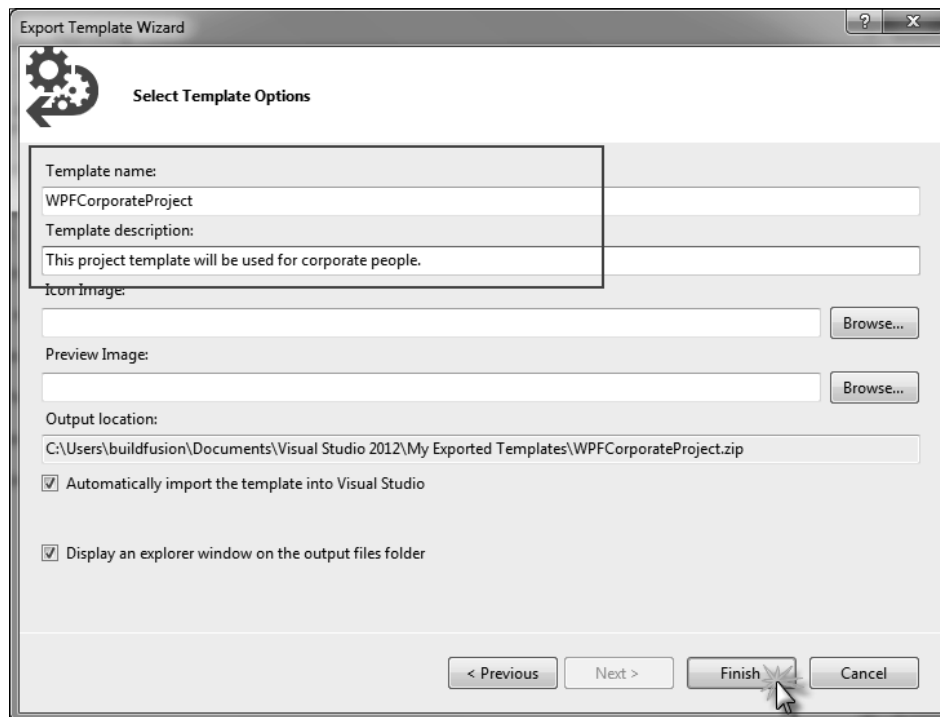 Export Template Wizard
Select Template Options
Template name:
WPFCorporateProject
Template description:
This project template will be used for corporate people.
Icon Image:
Browse...
Preview Image:
Browse...
Output location:
C:\Users\buildfusion\Documents\Visual Studio 2012\My Exported Templates\WPFCorporateProject.zip
Automatically import the template into Visual Studio
Display an explorer window on the output files folder
< Previous Next > Finish Cancel